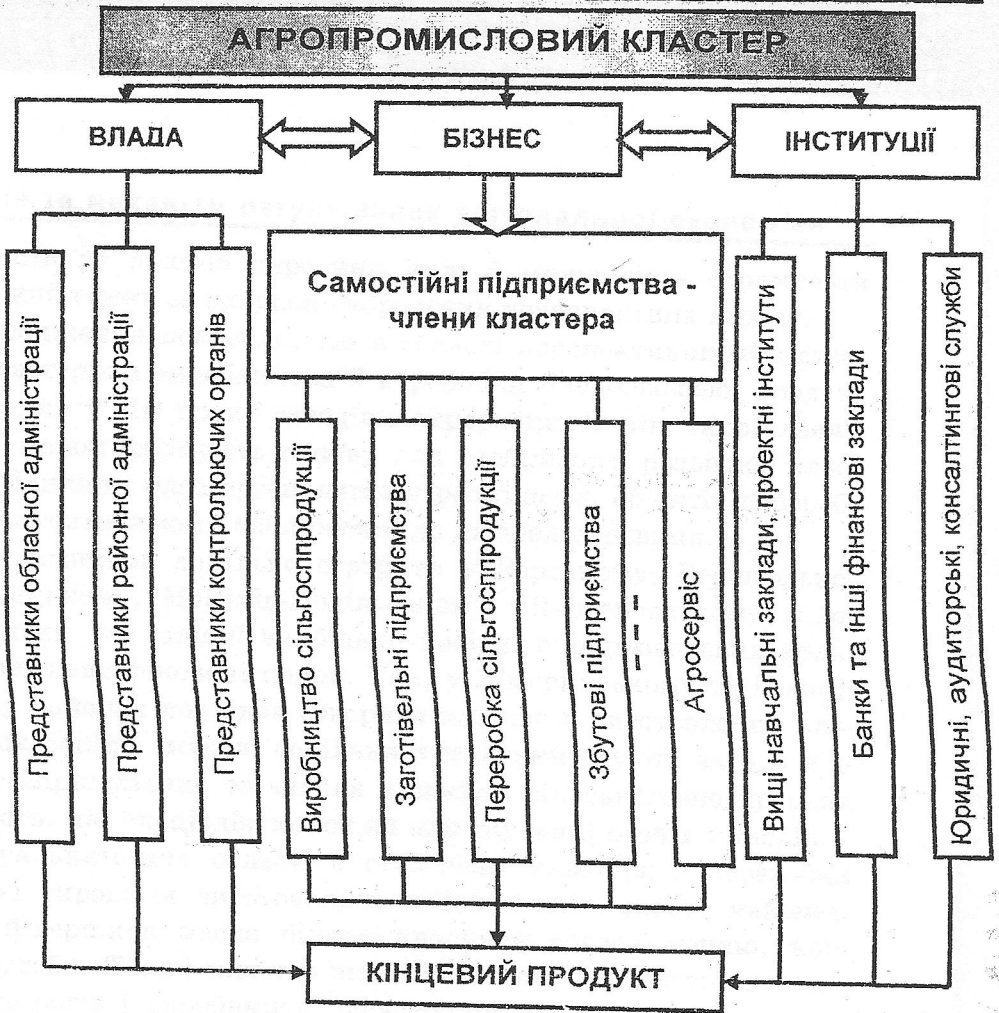 АГРОПРОМИСЛОВИЙ КЛАСТЕР
ВЛАДА
БІЗНЕС
ІНСТИТУЦІЇ
Самостійні підприємства -
члени кластера
Представники обласної адміністрації
Представники районної адміністрації
Представники контролюючих органів
Виробництво сільгоспродукції
Заготівельні підприємства
Переробка сільгосппродукції
Збутові підприємства
Агросервіс
Вищі навчальні заклади, проектні інститути
Банки та інші фінансові заклади
Юридичні, аудиторські, консалтингові служби
КІНЦЕВИЙ ПРОДУКТ